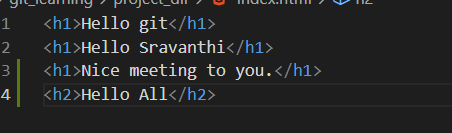 git_learning > project_dir > index.html > h2
1 <h1>Hello git</h1>
2 <h1>Hello Sravanthi</h1>
3 <h1>Nice meeting to you.</h1>
4 <h2>Hello All</h2>